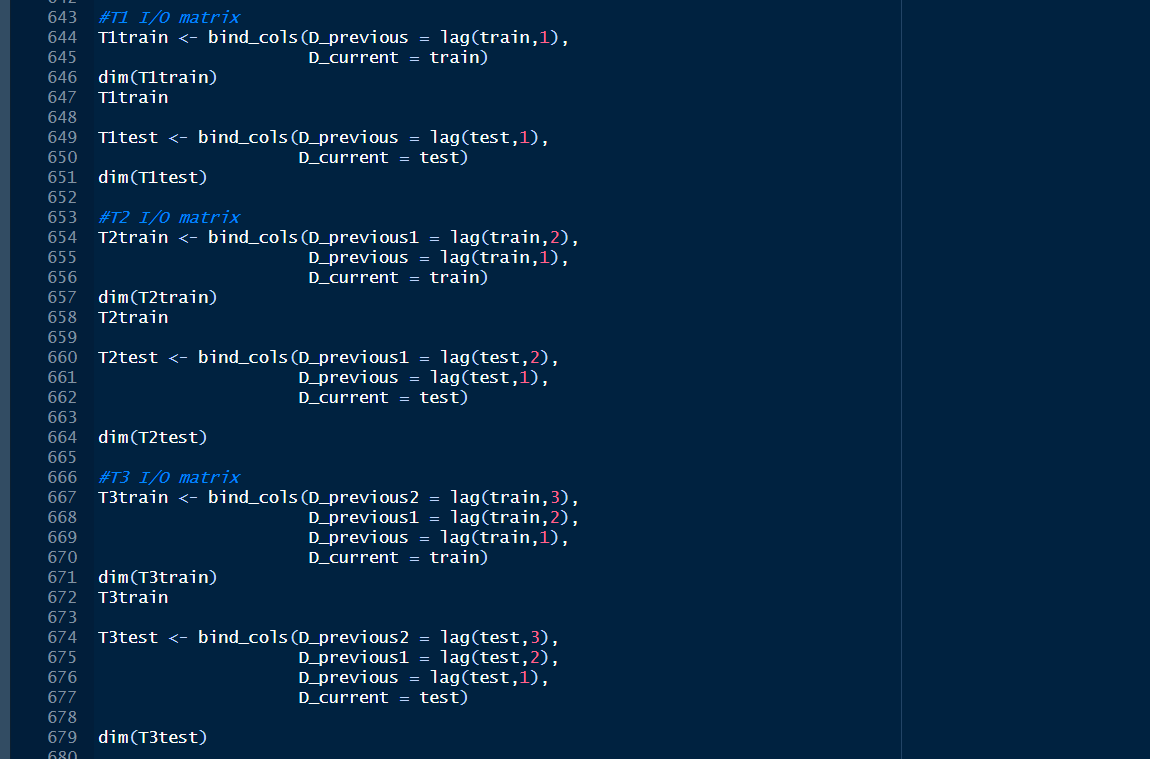 643 #T1 I/O matrix
644 T1train <- bind_cols(D_previous = lag(train,1),
645 D_current = train)
646 dim(T1train)
647 T1train
648
649 T1test <- bind_cols(D_previous = lag(test,1),
650 D_current = test)
651 dim(T1test)
652
653 #T2 I/O matrix
654 T2train <- bind_cols(D_previous1 = lag(train,2),
655 D_previous = lag(train,1),
656 D_current = train)
657 dim(T2train)
658 T2train
659
660 T2test <- bind_cols(D_previous1 = lag(test,2),
661 D_previous = lag(test,1),
662 D_current = test)
663
664 dim(T2test)
665
666 #T3 I/O matrix
667 T3train <- bind_cols(D_previous2 = lag(train,3),
668 D_previous1 = lag(train,2),
669 D_previous = lag(train,1),
670 D_current = train)
671 dim(T3train)
672 T3train
673
674 T3test <- bind_cols(D_previous2 = lag(test,3),
675 D_previous1 = lag(test,2),
676 D_previous = lag(test,1),
677 D_current = test)
678
679 dim(T3test)
680